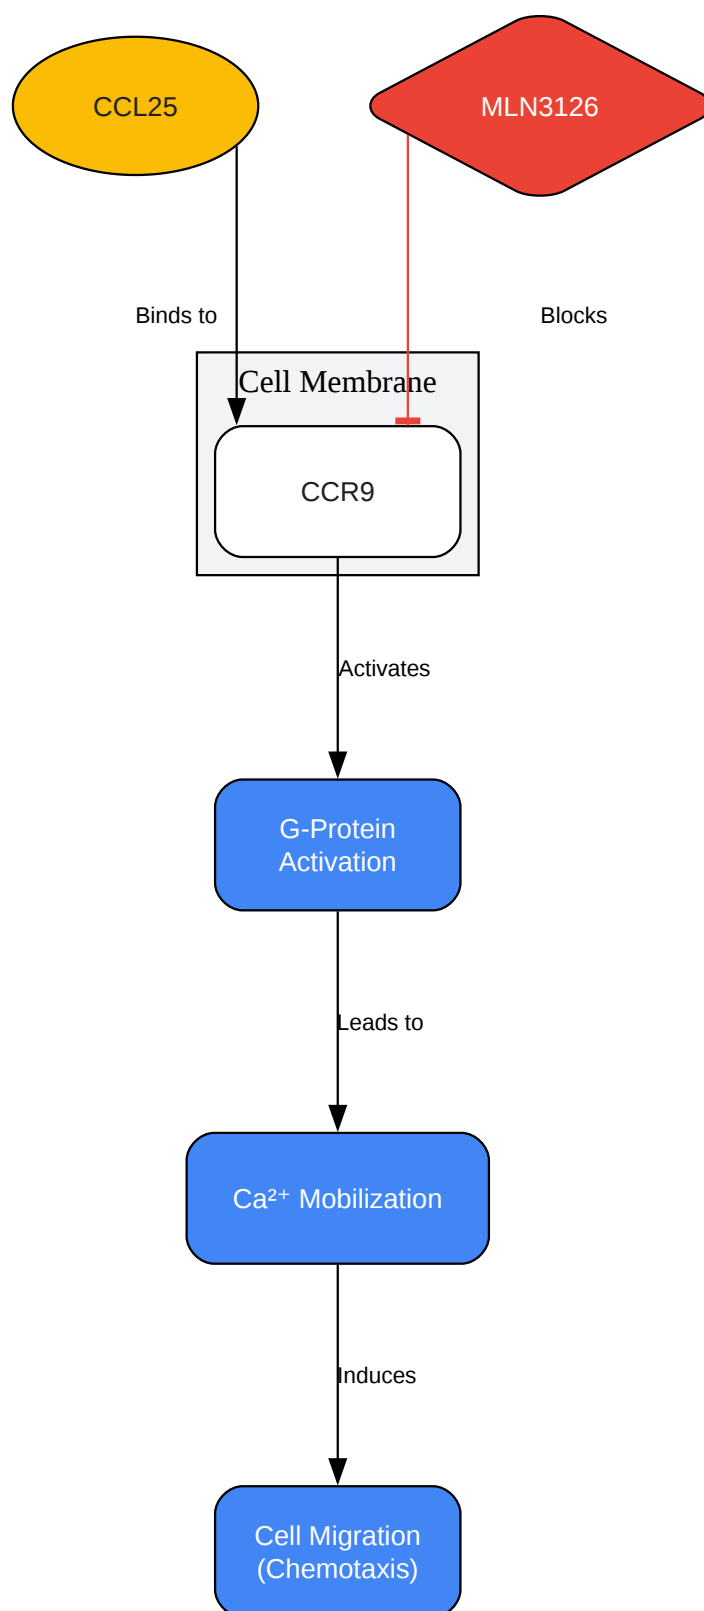 CCL25
MLN3126
Binds to
Blocks
Cell Membrane
CCR9
Activates
G-Protein
Activation
Leads to
Ca²⁺ Mobilization
Induces
Cell Migration
(Chemotaxis)